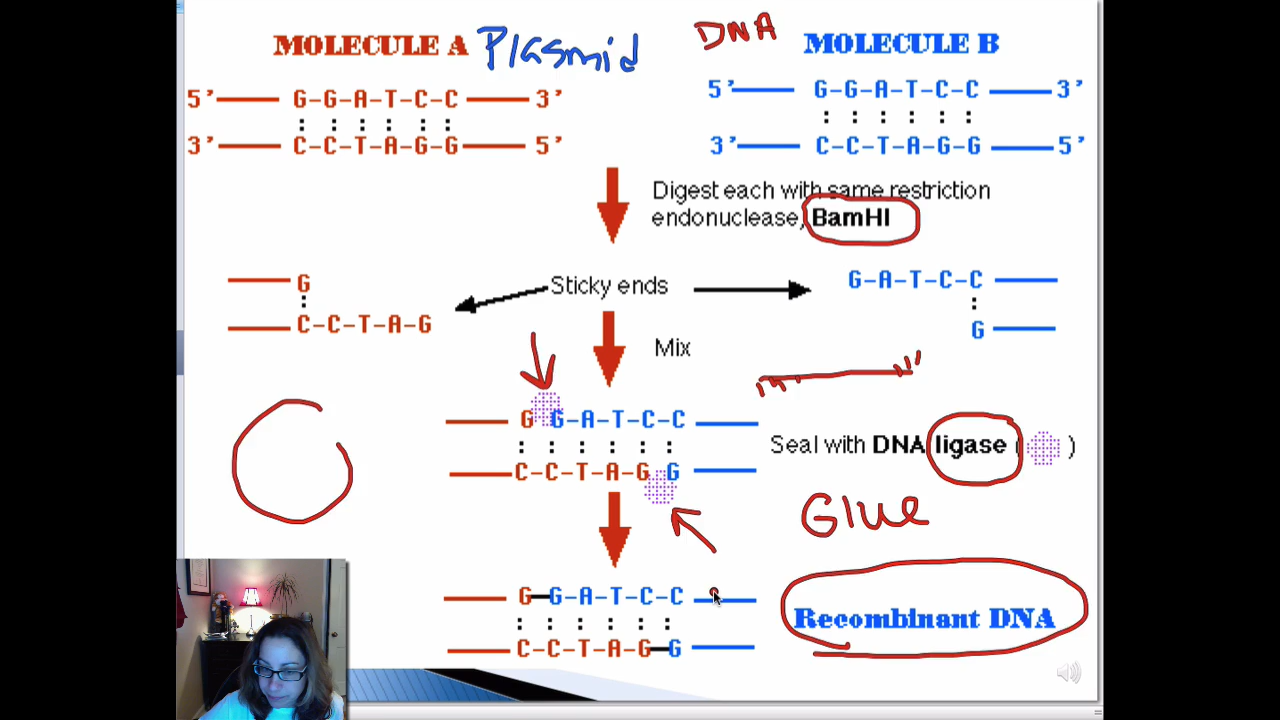 MOLECULE A Plasmid DNA MOLECULE B
5’ G-G-A-T-C-C 3’ 5’ G-G-A-T-C-C 3’
: : : : : : : : : : : :
3’ C-C-T-A-G-G 5’ 3’ C-C-T-A-G-G 5’
Digest each with same restriction
endonuclease, BamHI
G Sticky ends G-A-T-C-C
: :
C-C-T-A-G G
Mix
G G-A-T-C-C
: : : : : :
C-C-T-A-G G
Seal with DNA ligase ( )
Glue
G-G-A-T-C-C
: : : : : :
C-C-T-A-G-G
Recombinant DNA